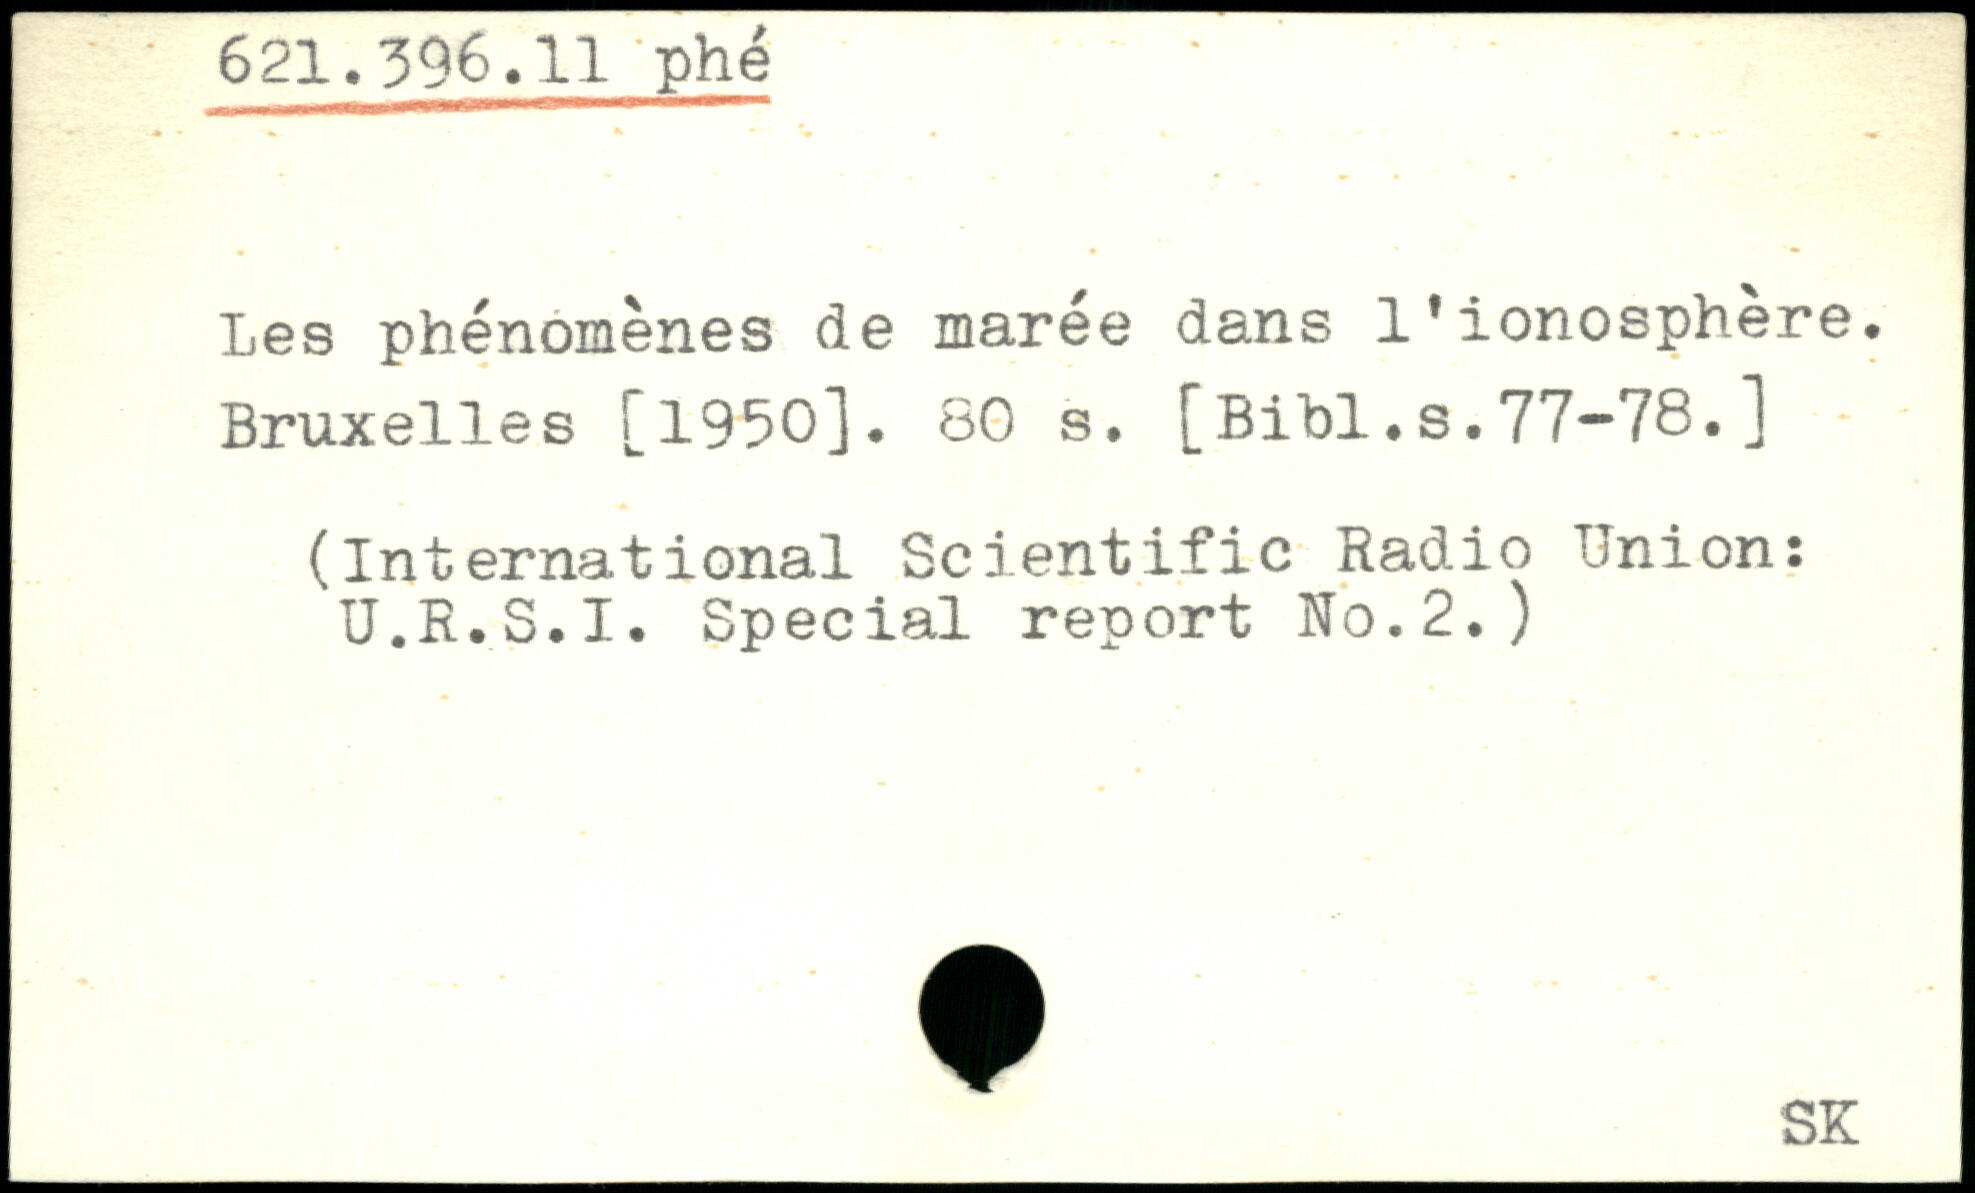 621.396.11 phé
Les phénomènes de marée dans l'ionosphère.
Bruxelles [1950]. 80 s. [Bibl.s.77-78.]
(International Scientific Radio Union:
U.R.S.I. Special report No.2.)
SK